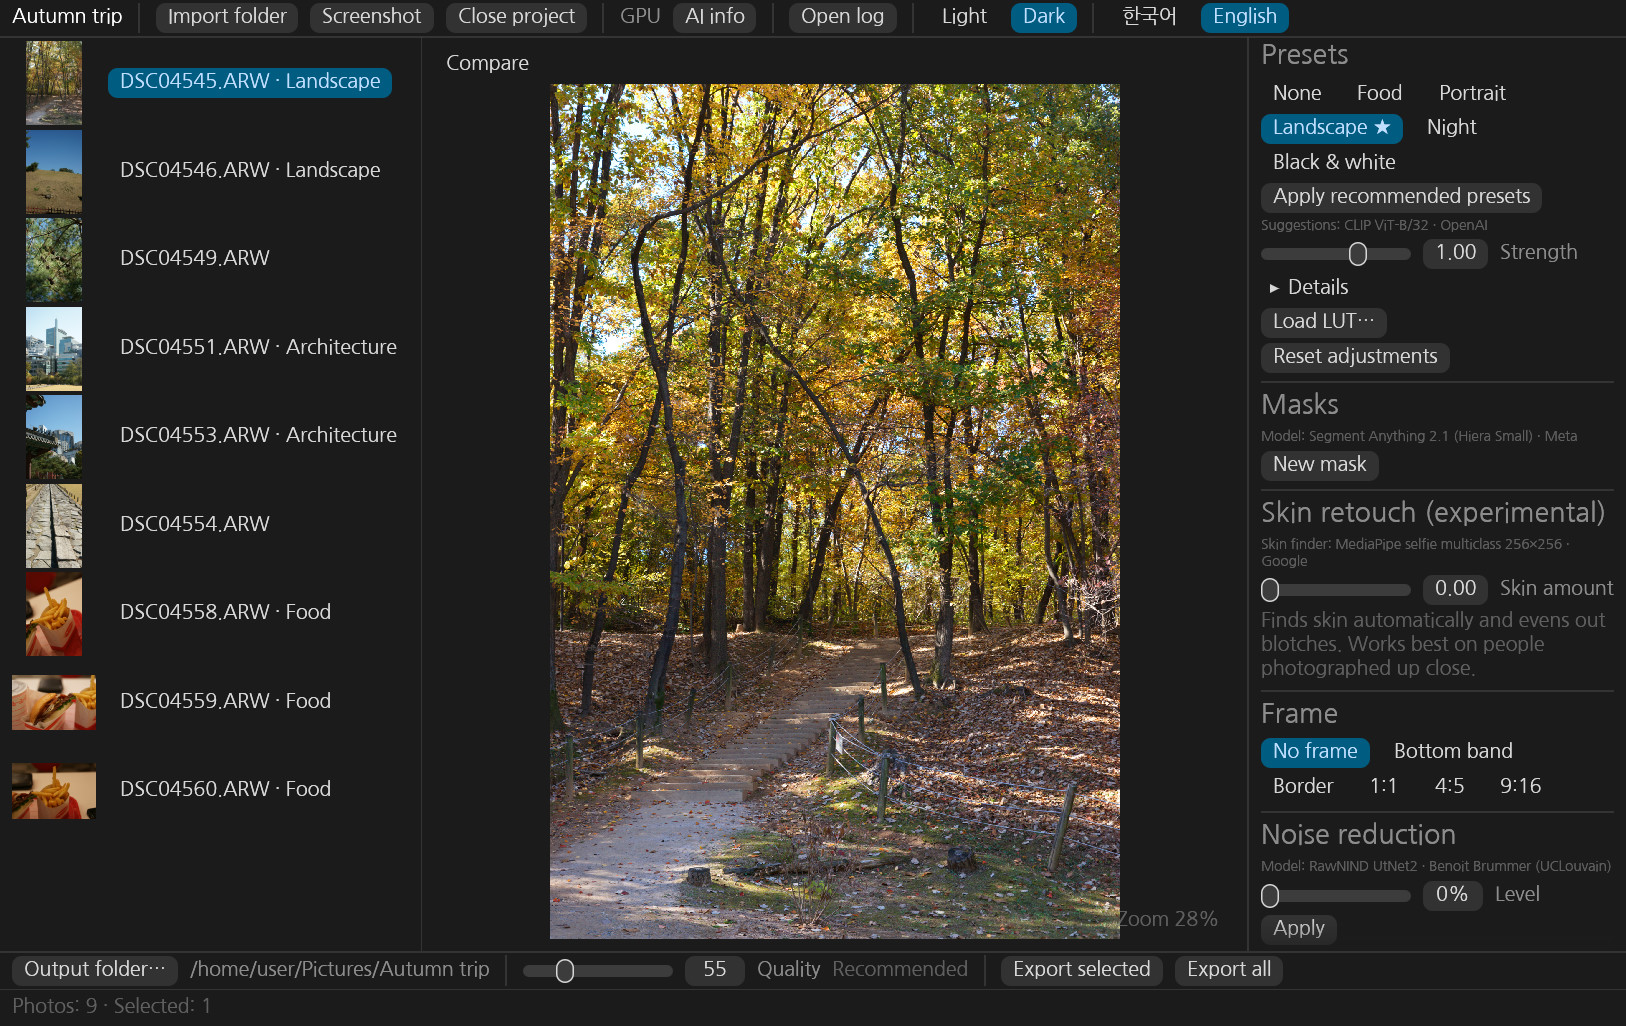 Autumn trip Import folder Screenshot Close project GPU AI info Open log Light Dark 한국어 English
DSC04545.ARW · Landscape
DSC04546.ARW · Landscape
DSC04549.ARW
DSC04551.ARW · Architecture
DSC04553.ARW · Architecture
DSC04554.ARW
DSC04558.ARW · Food
DSC04559.ARW · Food
DSC04560.ARW · Food
Compare
Zoom 28%
Presets
None Food Portrait
Landscape ★ Night
Black & white
Apply recommended presets
Suggestions: CLIP ViT-B/32 · OpenAI
1.00 Strength
▸ Details
Load LUT…
Reset adjustments
Masks
Model: Segment Anything 2.1 (Hiera Small) · Meta
New mask
Skin retouch (experimental)
Skin finder: MediaPipe selfie multiclass 256×256 ·
Google
0.00 Skin amount
Finds skin automatically and evens out
blotches. Works best on people
photographed up close.
Frame
No frame Bottom band
Border 1:1 4:5 9:16
Noise reduction
Model: RawNIND UtNet2 · Benoit Brummer (UCLouvain)
0% Level
Apply
Output folder… /home/user/Pictures/Autumn trip 55 Quality Recommended Export selected Export all
Photos: 9 · Selected: 1